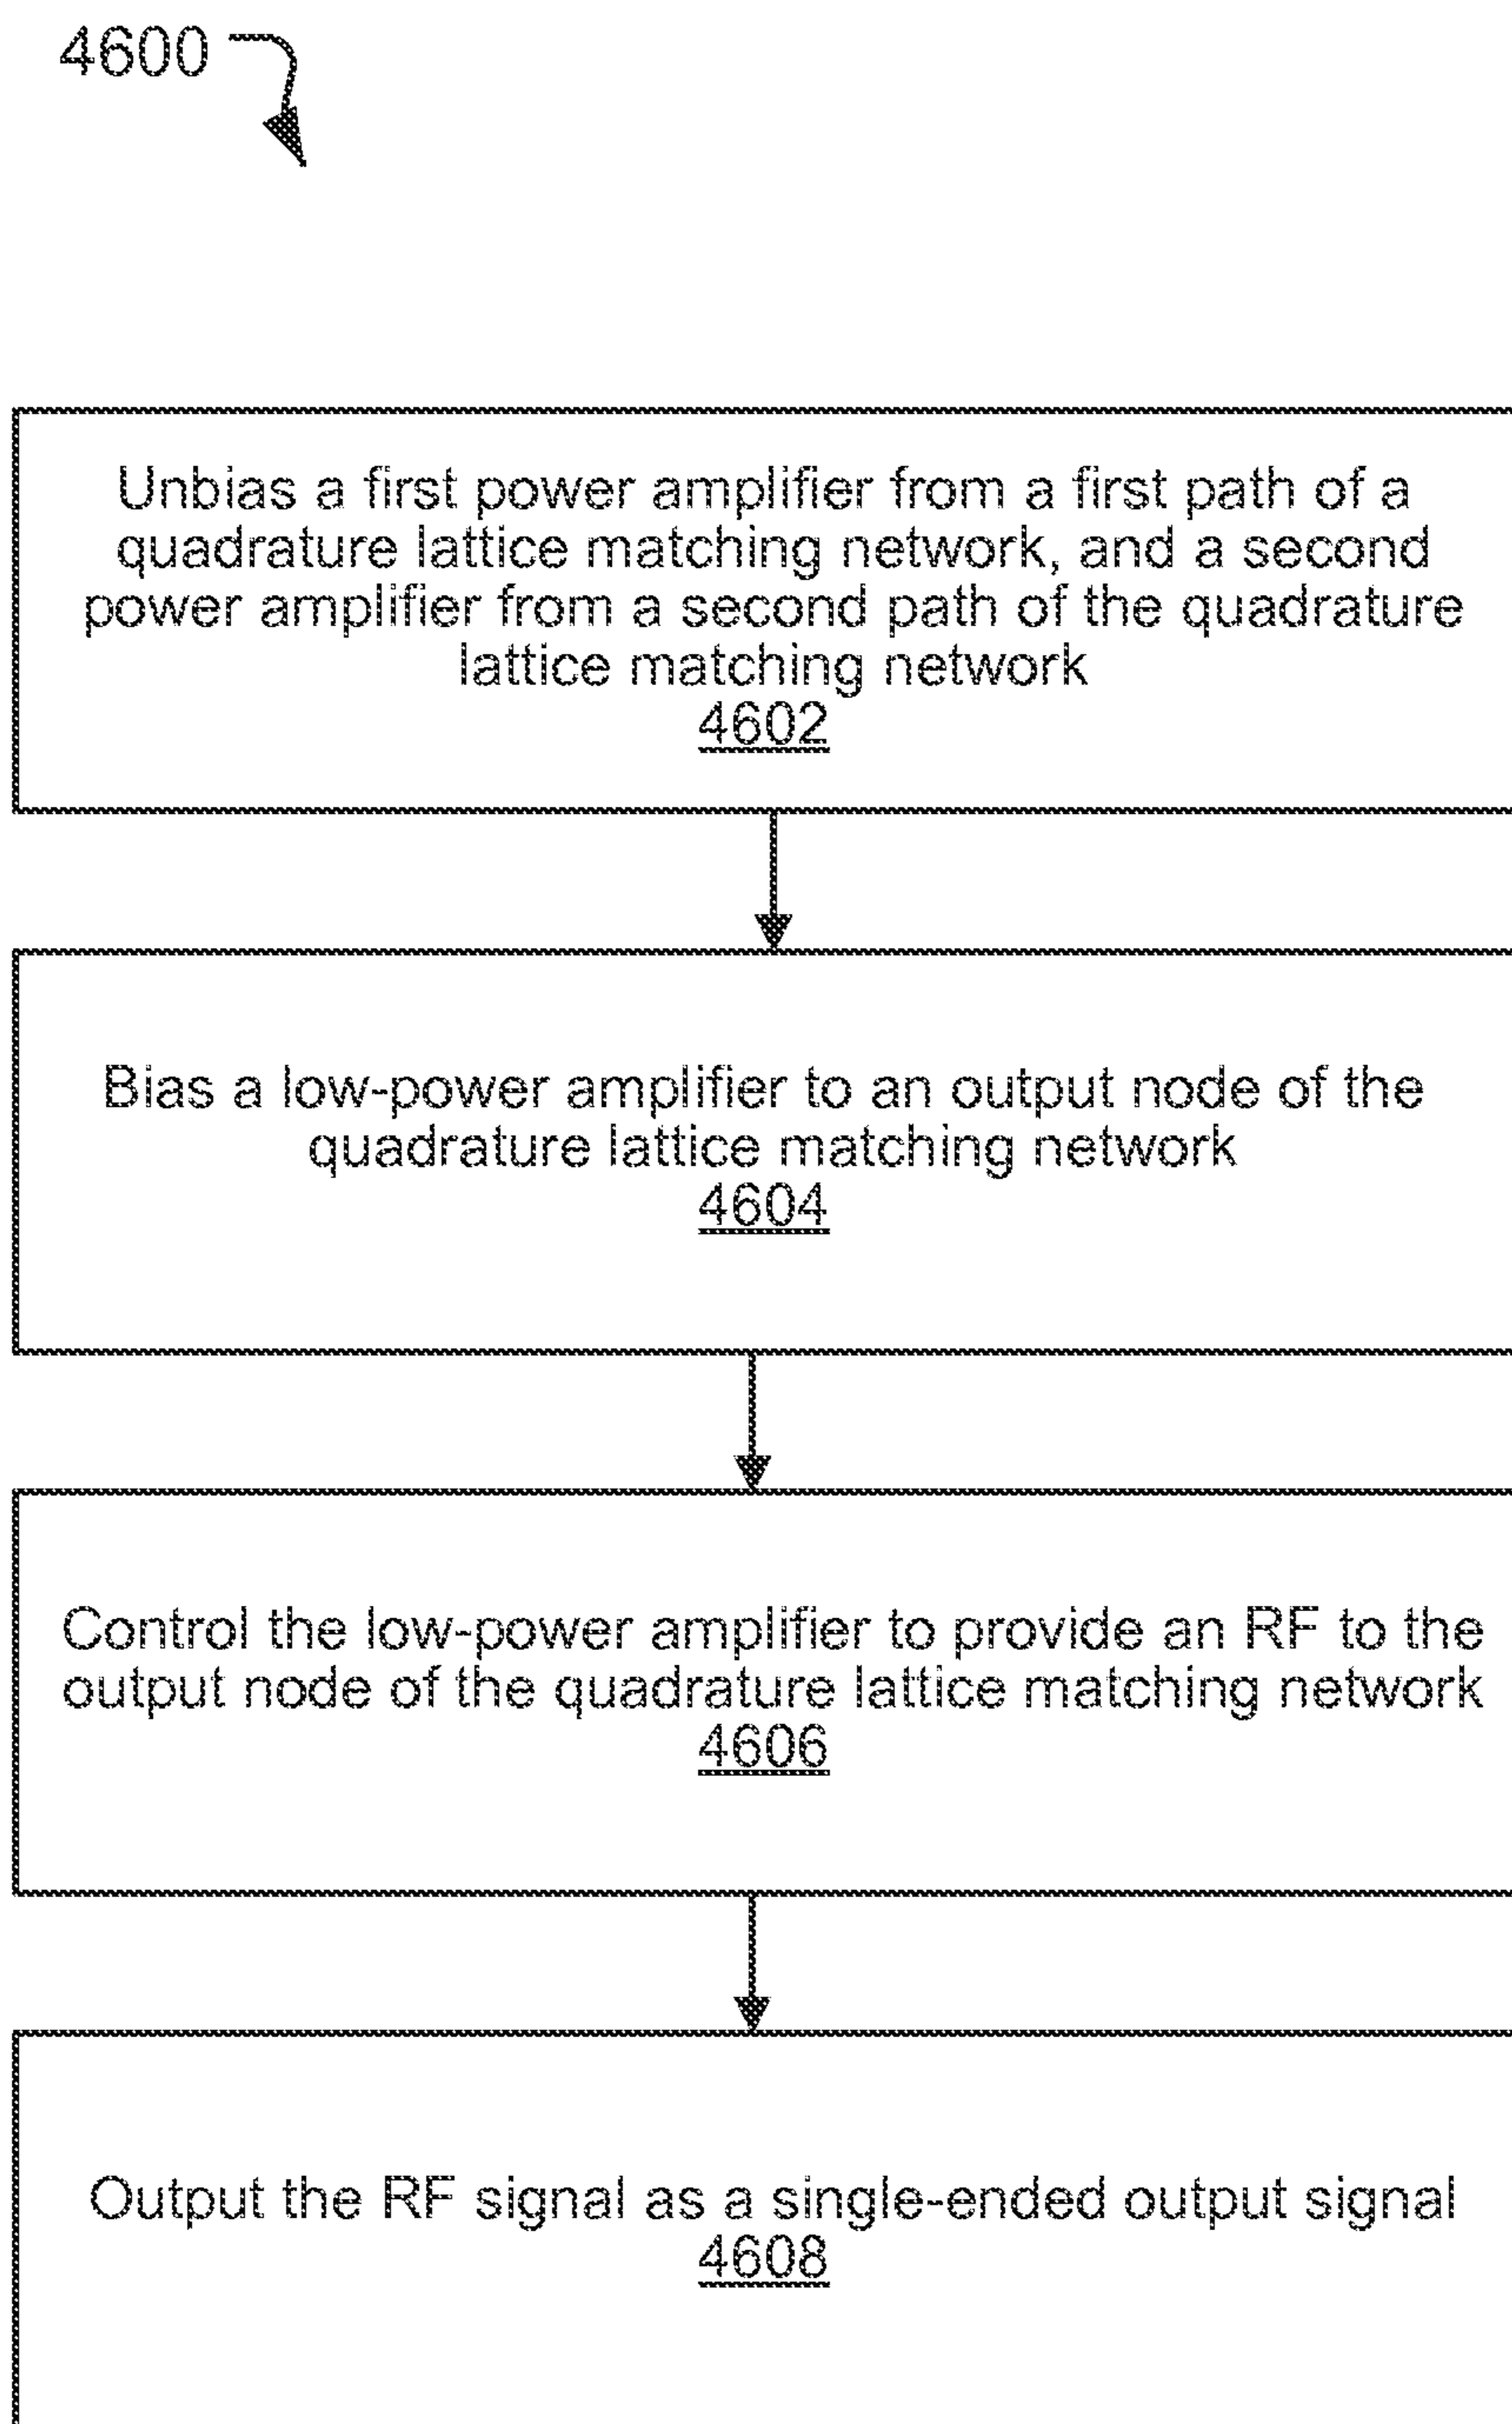 4600
Unbias a first power amplifier from a first path of a
quadrature lattice matching network, and a second
power amplifier from a second path of the quadrature
lattice matching network
4602
Bias a low-power amplifier to an output node of the
quadrature lattice matching network
4604
Control the low-power amplifier to provide an RF to the
output node of the quadrature lattice matching network
4606
Output the RF signal as a single-ended output signal
4608